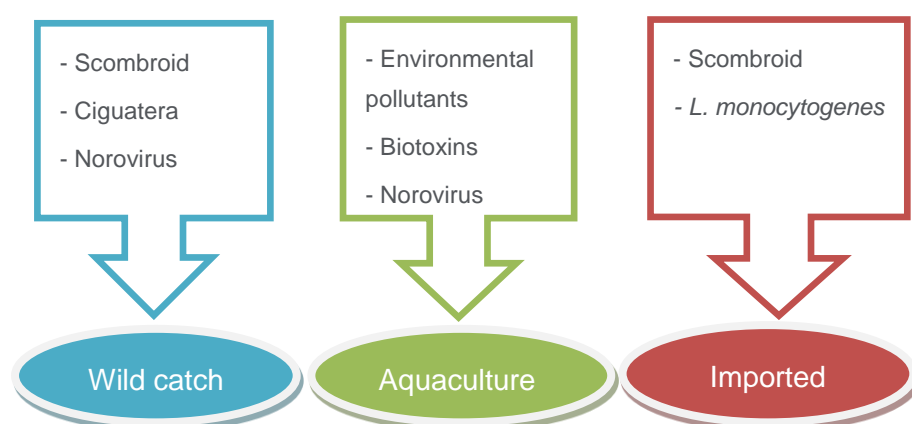 - Scombroid
- Ciguatera
- Norovirus
- Environmental
pollutants
- Biotoxins
- Norovirus
- Scombroid
- L. monocytogenes
Wild catch
Aquaculture
Imported